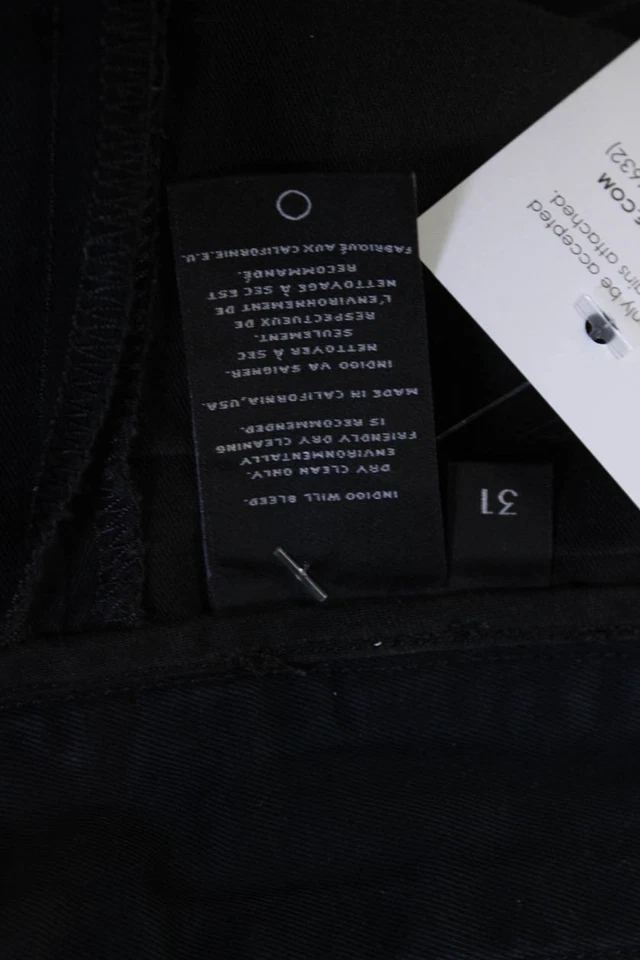 INDIGO WILL BLEED.
DRY CLEAN ONLY.
ENVIRONMENTALLY
FRIENDLY DRY CLEANING
IS RECOMMENDED.
MADE IN CALIFORNIA, USA.
INDIGO VA SAIGNER.
NETTOYER À SEC
SEULEMENT.
RESPECTUEUX DE
L'ENVIRONNEMENT DE
NETTOYAGE À SEC EST
RECOMMANDÉ.
FABRIQUÉ AUX CALIFORNIE.E.U.
31
632]
.COM
only be accepted
attached.